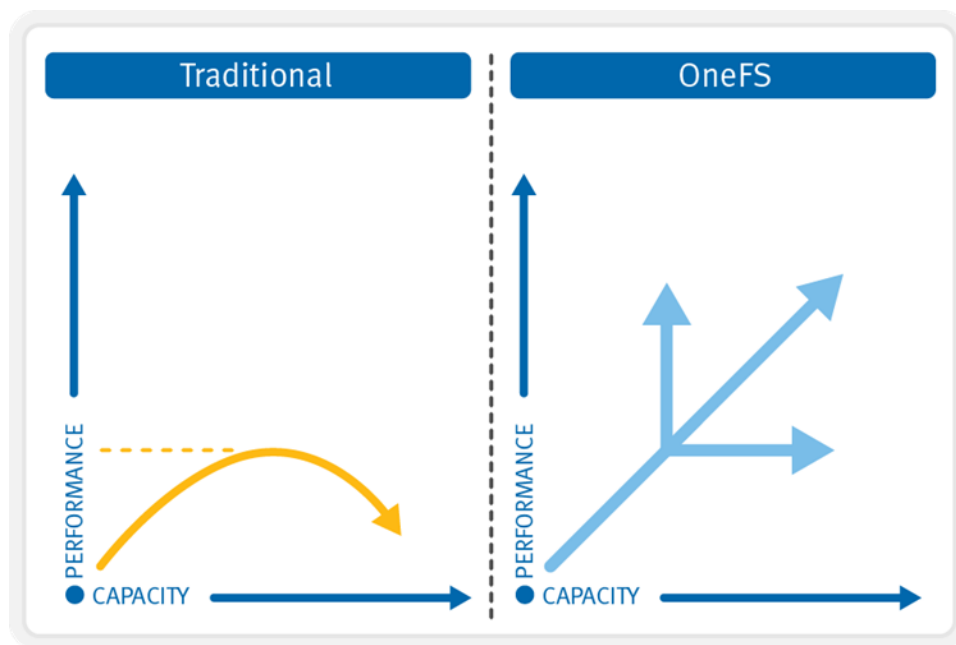 Traditional
PERFORMANCE
CAPACITY
OneFS
PERFORMANCE
CAPACITY